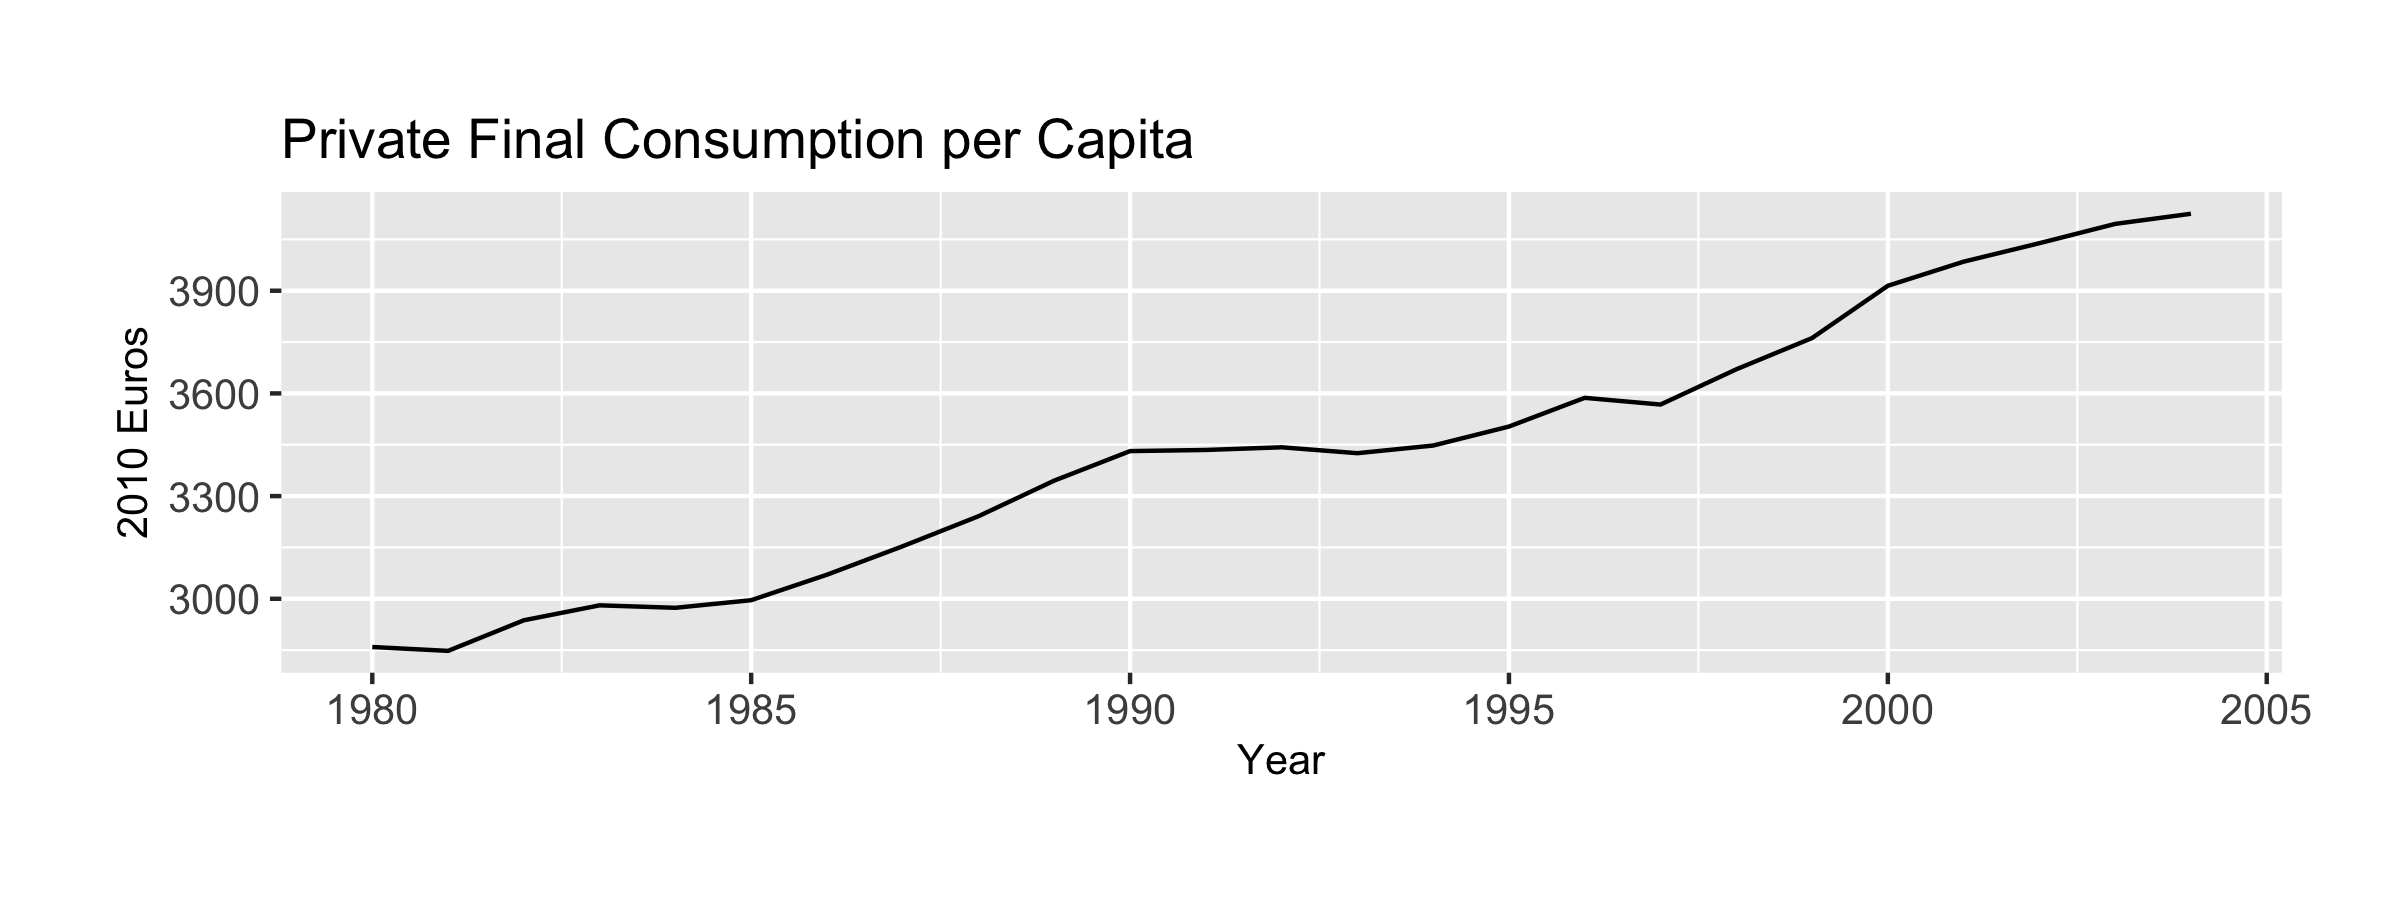 Private Final Consumption per Capita
2010 Euros
3900
3600
3300
3000
1980 1985 1990 1995 2000 2005
Year